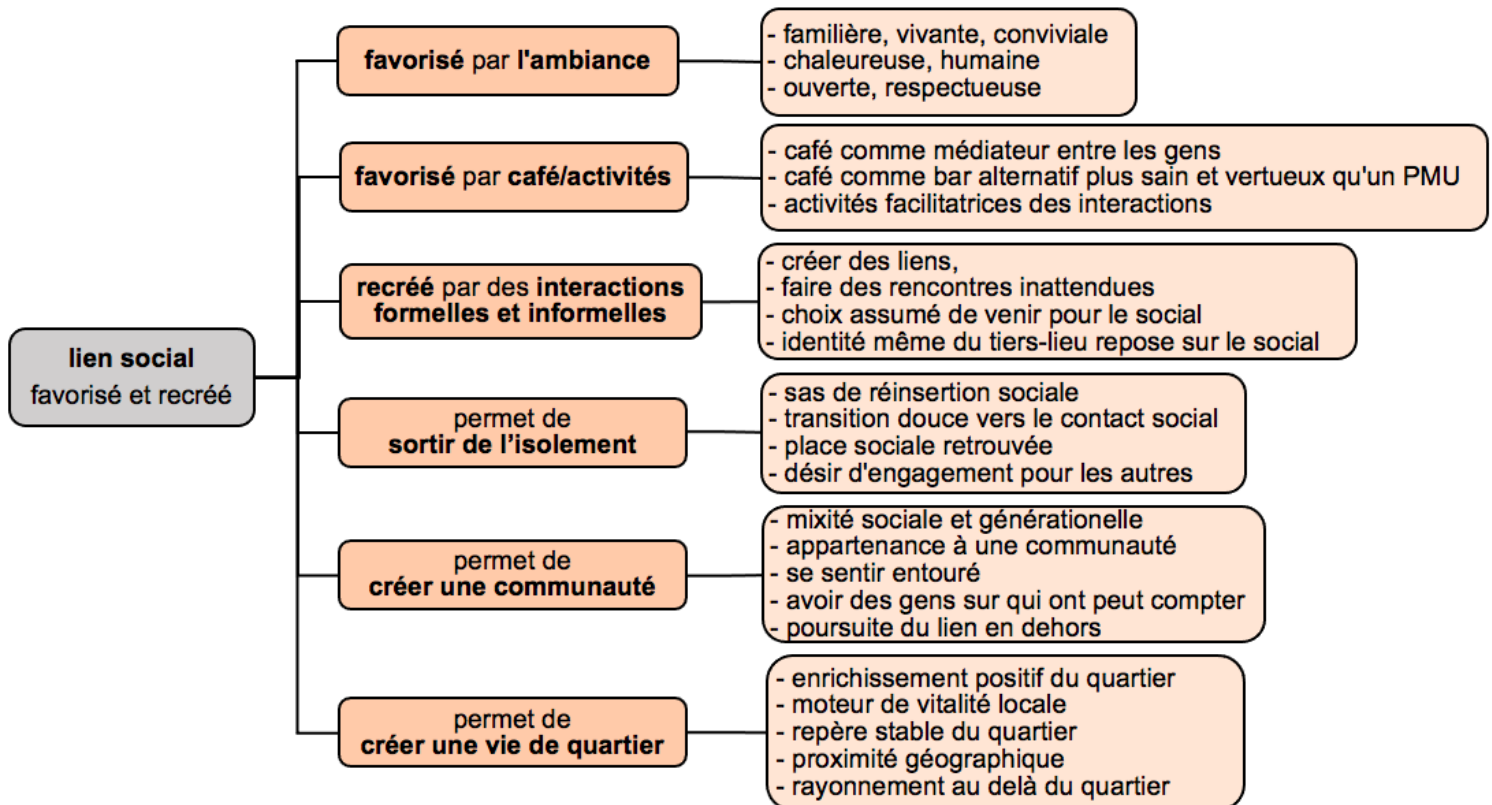 favorisé par l'ambiance
- familière, vivante, conviviale
- chaleureuse, humaine
- ouverte, respectueuse
favorisé par café/activités
- café comme médiateur entre les gens
- café comme bar alternatif plus sain et vertueux qu'un PMU
- activités facilitatrices des interactions
recréé par des interactions
formelles et informelles
- créer des liens,
- faire des rencontres inattendues
- choix assumé de venir pour le social
- identité même du tiers-lieu repose sur le social
lien social
favorisé et recréé
permet de
sortir de l’isolement
- sas de réinsertion sociale
- transition douce vers le contact social
- place sociale retrouvée
- désir d'engagement pour les autres
permet de
créer une communauté
- mixité sociale et générationelle
- appartenance à une communauté
- se sentir entouré
- avoir des gens sur qui ont peut compter
- poursuite du lien en dehors
permet de
créer une vie de quartier
- enrichissement positif du quartier
- moteur de vitalité locale
- repère stable du quartier
- proximité géographique
- rayonnement au delà du quartier